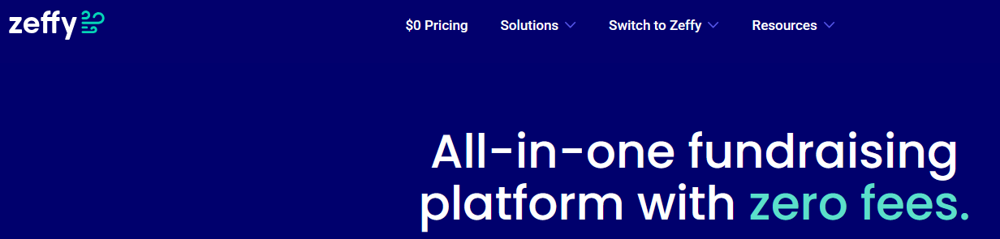 zeffy
$0 Pricing Solutions Switch to Zeffy Resources
All-in-one fundraising
platform with zero fees.